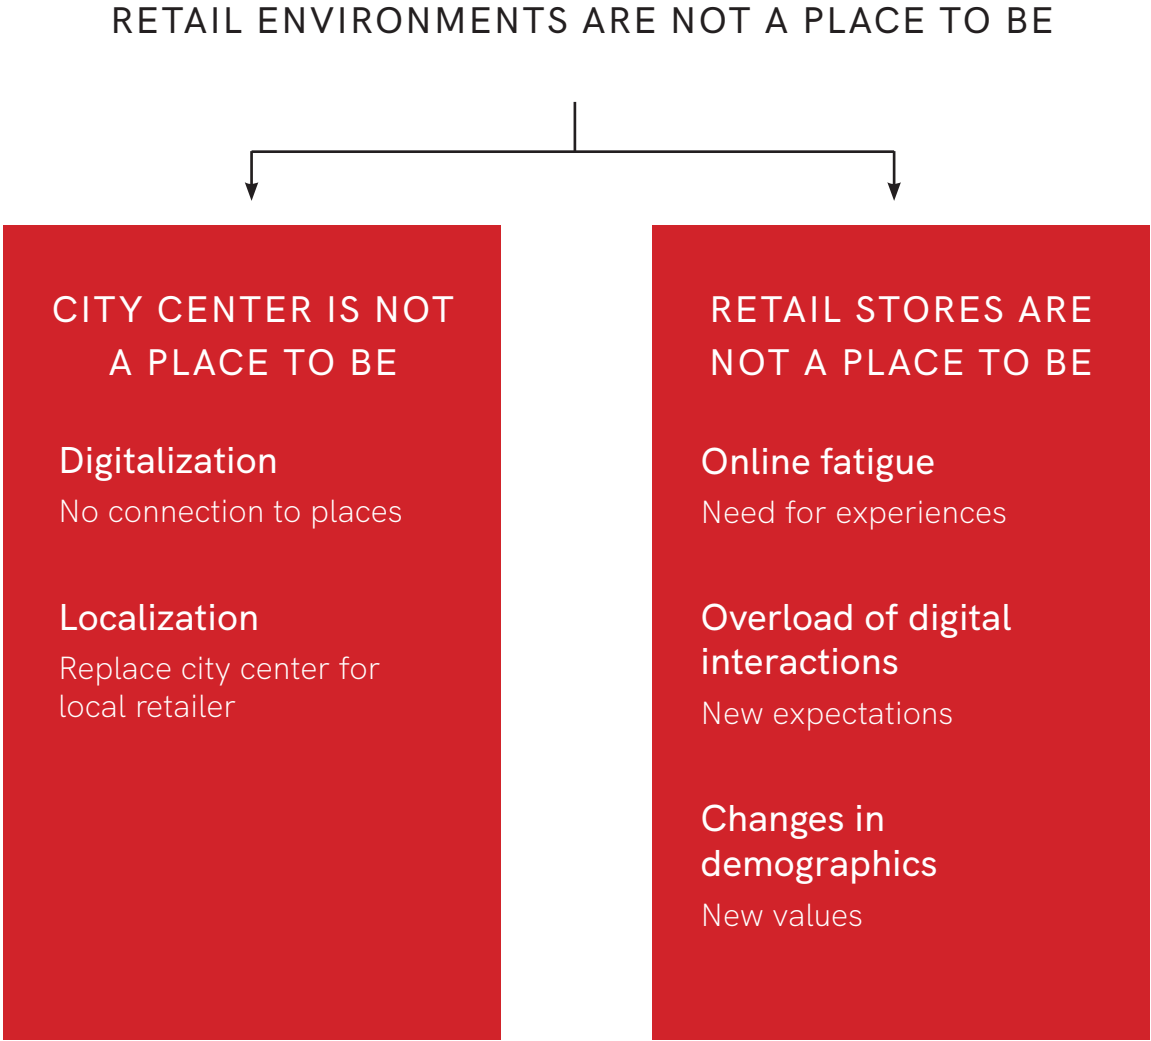 RETAIL ENVIRONMENTS ARE NOT A PLACE TO BE
CITY CENTER IS NOT
A PLACE TO BE
Digitalization
No connection to places
Localization
Replace city center for
local retailer
RETAIL STORES ARE
NOT A PLACE TO BE
Online fatigue
Need for experiences
Overload of digital
interactions
New expectations
Changes in
demographics
New values